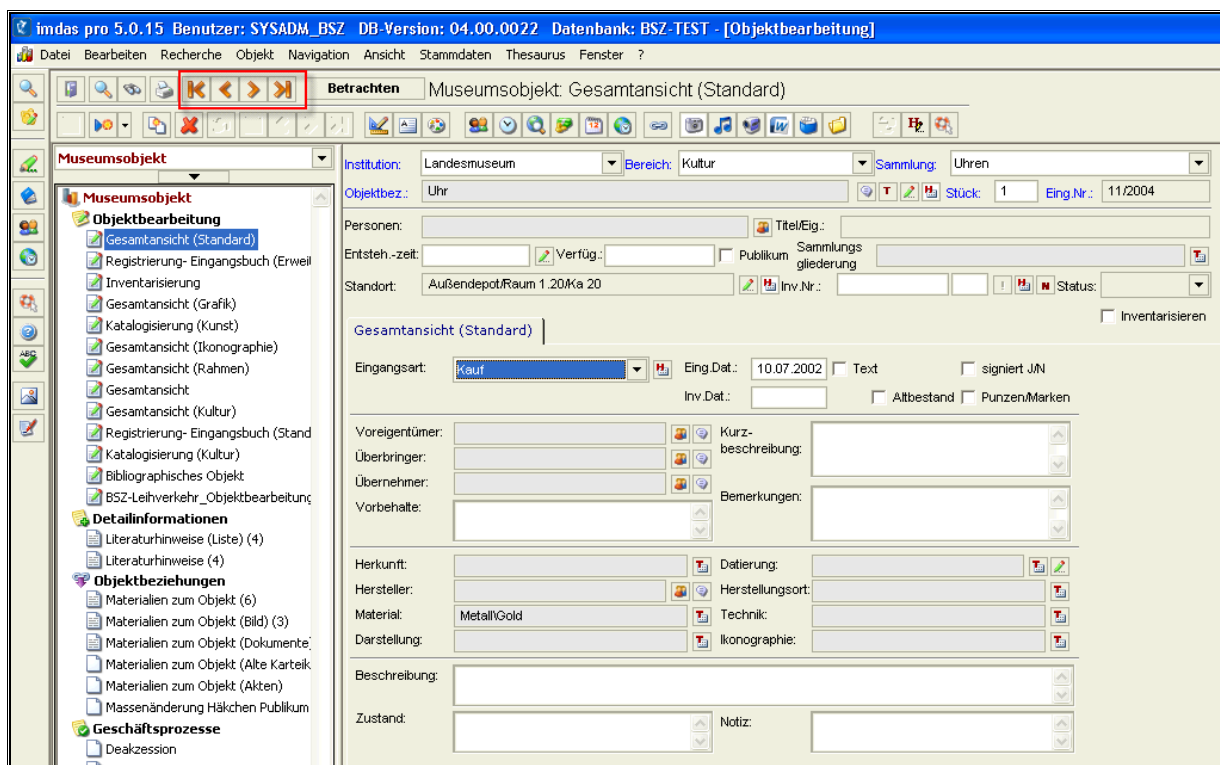 imdas pro 5.0.15 Benutzer: SYSADM_BSZ DB-Version: 04.00.0022 Datenbank: BSZ-TEST - [Objektbearbeitung]
Datei Bearbeiten Recherche Objekt Navigation Ansicht Stammdaten Thesaurus Fenster ?
Betrachten Museumsobjekt: Gesamtansicht (Standard)
Museumsobjekt
Museumsobjekt
Objektbearbeitung
Gesamtansicht (Standard)
Registrierung- Eingangsbuch (Erweil
Inventarisierung
Gesamtansicht (Grafik)
Katalogisierung (Kunst)
Gesamtansicht (Ikonographie)
Gesamtansicht (Rahmen)
Gesamtansicht
Gesamtansicht (Kultur)
Registrierung- Eingangsbuch (Stand
Katalogisierung (Kultur)
Bibliographisches Objekt
BSZ-Leihverkehr_Objektbearbeitung
Detailinformationen
Literaturhinweise (Liste) (4)
Literaturhinweise (4)
Objektbeziehungen
Materialien zum Objekt (6)
Materialien zum Objekt (Bild) (3)
Materialien zum Objekt (Dokumente)
Materialien zum Objekt (Alte Karteik
Materialien zum Objekt (Akten)
Massenänderung Häkchen Publikum
Geschäftsprozesse
Deakzession
Institution: Landesmuseum Bereich: Kultur Sammlung: Uhren
Objektbez.: Uhr T Stück: 1 Eing.Nr.: 11/2004
Personen: Titel/Eig.:
Entsteh.-zeit: Verfüg.: Publikum Sammlungs
gliederung
Standort: Außendepot/Raum 1.20/Ka 20 Inv.Nr.: ! N Status:
Inventarisieren
Gesamtansicht (Standard)
Eingangsart: Kauf Eing.Dat.: 10.07.2002 Text signiert J/N
Inv.Dat.: Altbestand Punzen/Marken
Voreigentümer: Kurz-
beschreibung:
Überbringer:
Übernehmer:
Vorbehalte: Bemerkungen:
Herkunft: Datierung:
Hersteller: Herstellungsort:
Material: Metall\Gold Technik:
Darstellung: Ikonographie:
Beschreibung:
Zustand: Notiz: